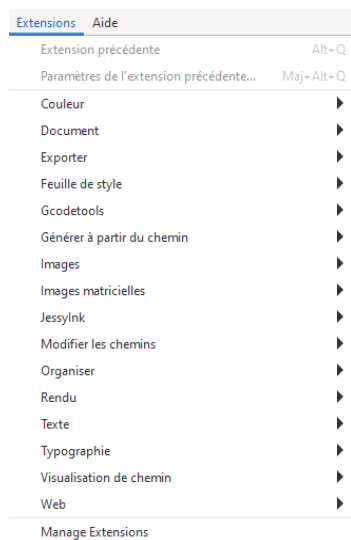 Extensions Aide
Extension précédente Alt+Q
Paramètres de l'extension précédente... Maj+Alt+Q
Couleur
Document
Exporter
Feuille de style
Gcodetools
Générer à partir du chemin
Images
Images matricielles
JessyInk
Modifier les chemins
Organiser
Rendu
Texte
Typographie
Visualisation de chemin
Web
Manage Extensions